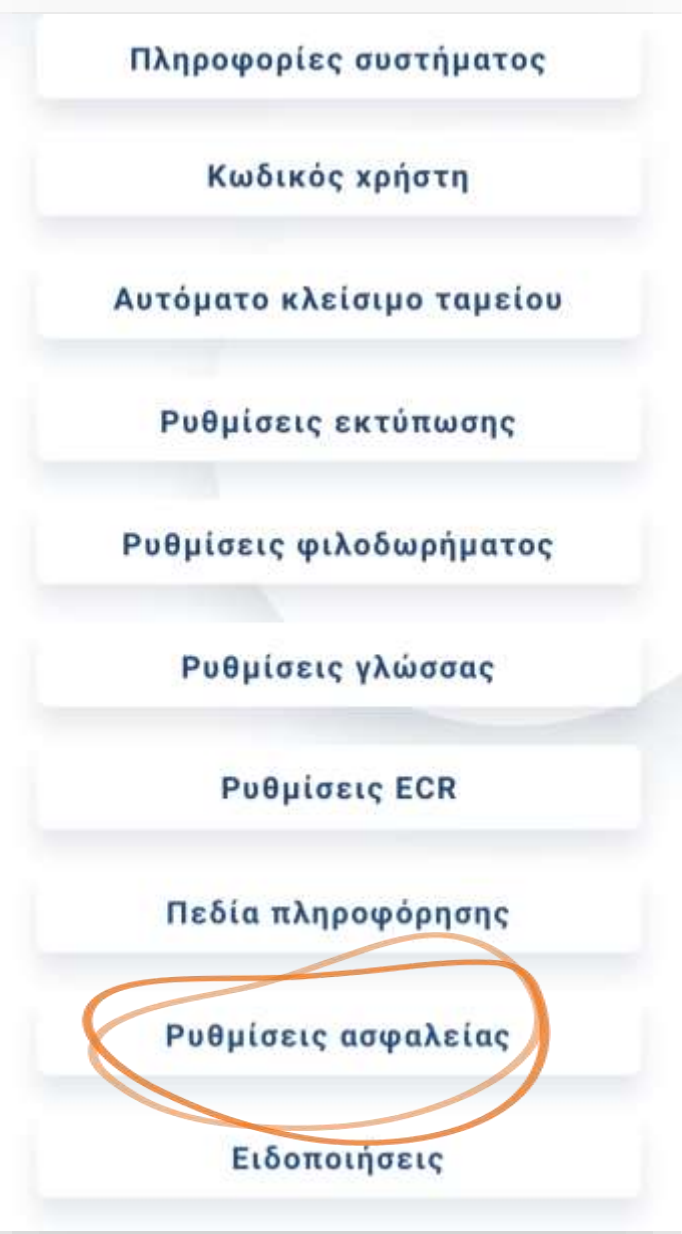 Πληροφορίες συστήματος
Κωδικός χρήστη
Αυτόματο κλείσιμο ταμείου
Ρυθμίσεις εκτύπωσης
Ρυθμίσεις φιλοδωρήματος
Ρυθμίσεις γλώσσας
Ρυθμίσεις ECR
Πεδία πληροφόρησης
Ρυθμίσεις ασφαλείας
Ειδοποιήσεις